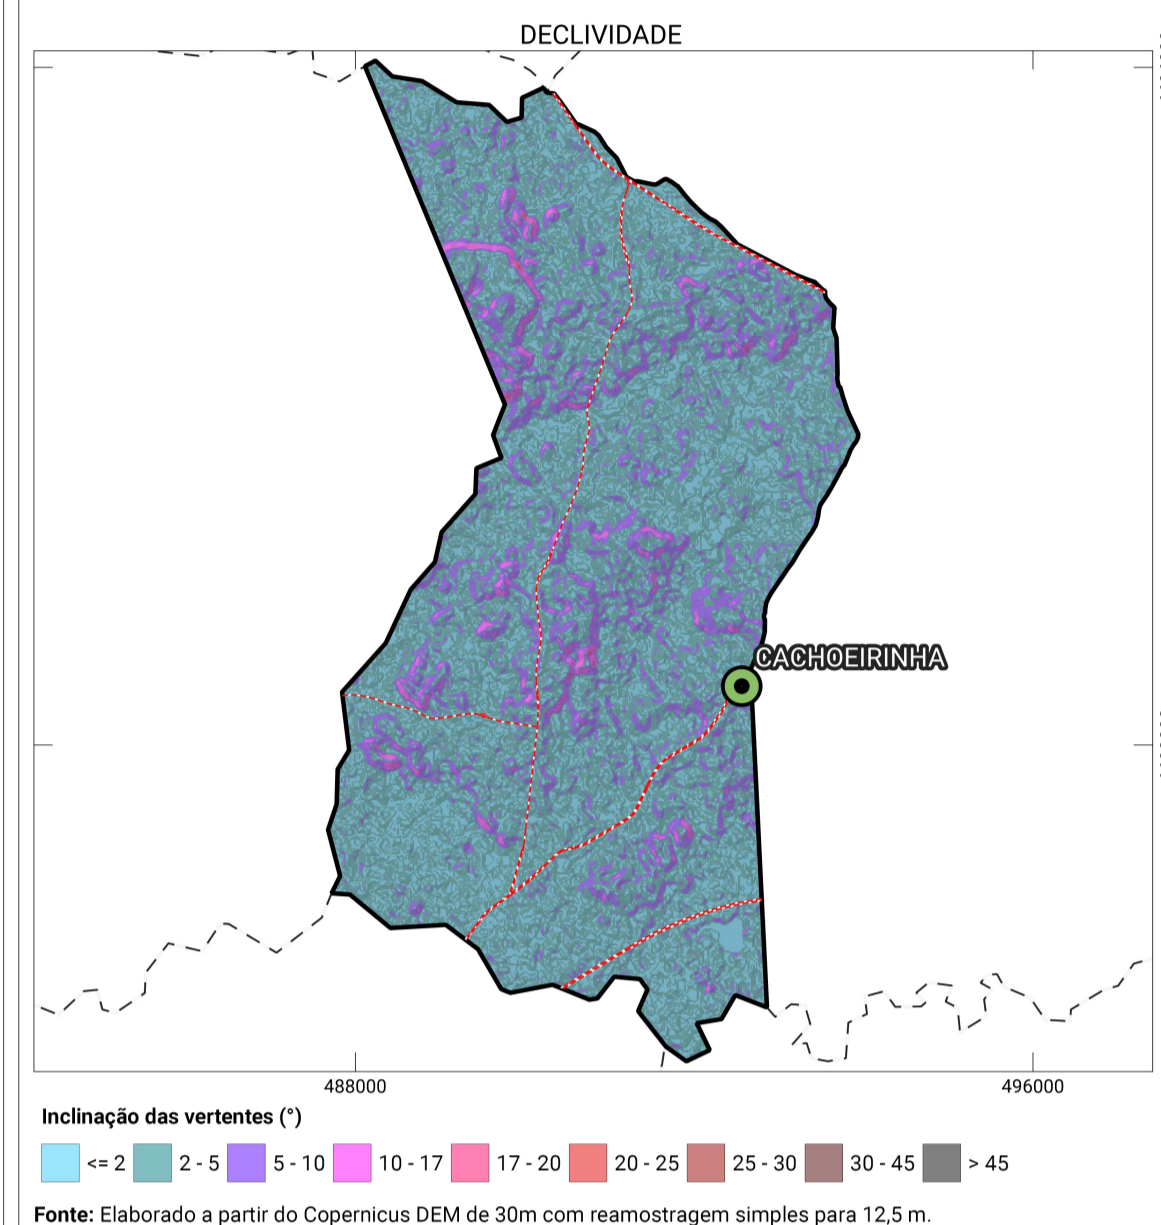 DECLIVIDADE
CACHOEIRINHA
488000 496000
Inclinação das vertentes (°)
<= 2 2 - 5 5 - 10 10 - 17 17 - 20 20 - 25 25 - 30 30 - 45 > 45
Fonte: Elaborado a partir do Copernicus DEM de 30m com reamostragem simples para 12,5 m.